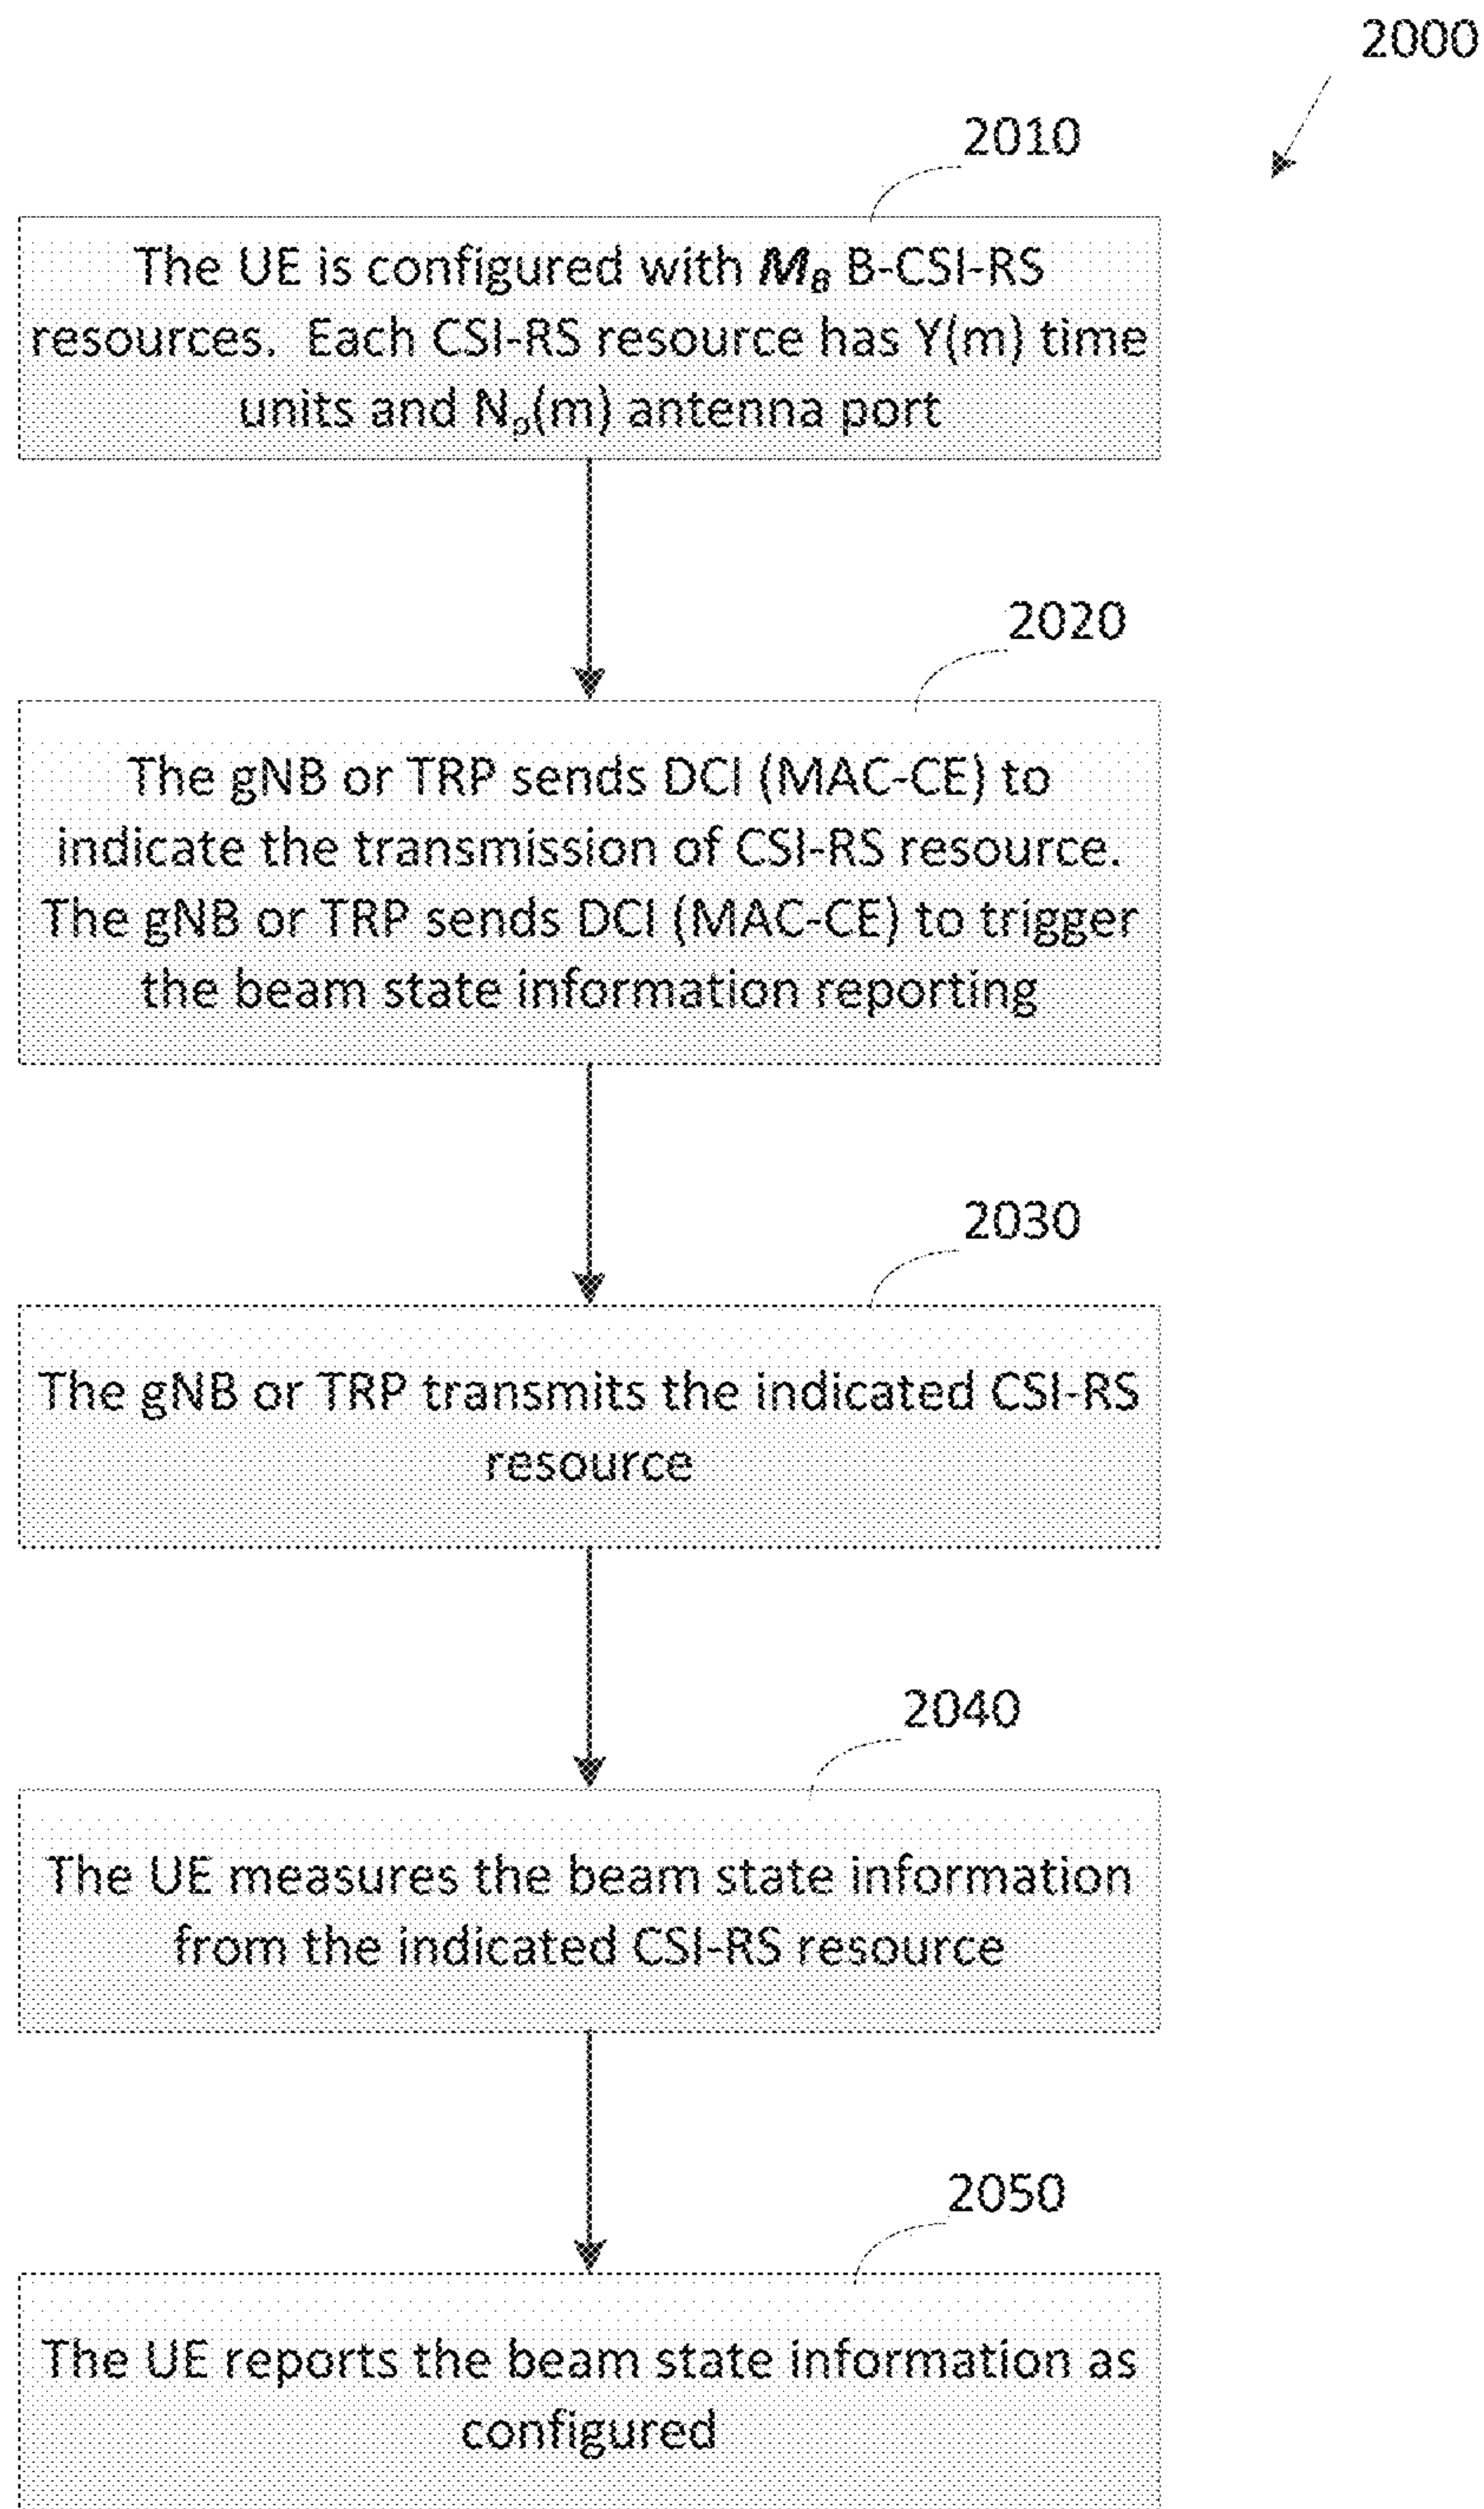 2000
2010
The UE is configured with M_B B-CSI-RS
resources. Each CSI-RS resource has Y(m) time
units and N_p(m) antenna port
2020
The gNB or TRP sends DCI (MAC-CE) to
indicate the transmission of CSI-RS resource.
The gNB or TRP sends DCI (MAC-CE) to trigger
the beam state information reporting
2030
The gNB or TRP transmits the indicated CSI-RS
resource
2040
The UE measures the beam state information
from the indicated CSI-RS resource
2050
The UE reports the beam state information as
configured